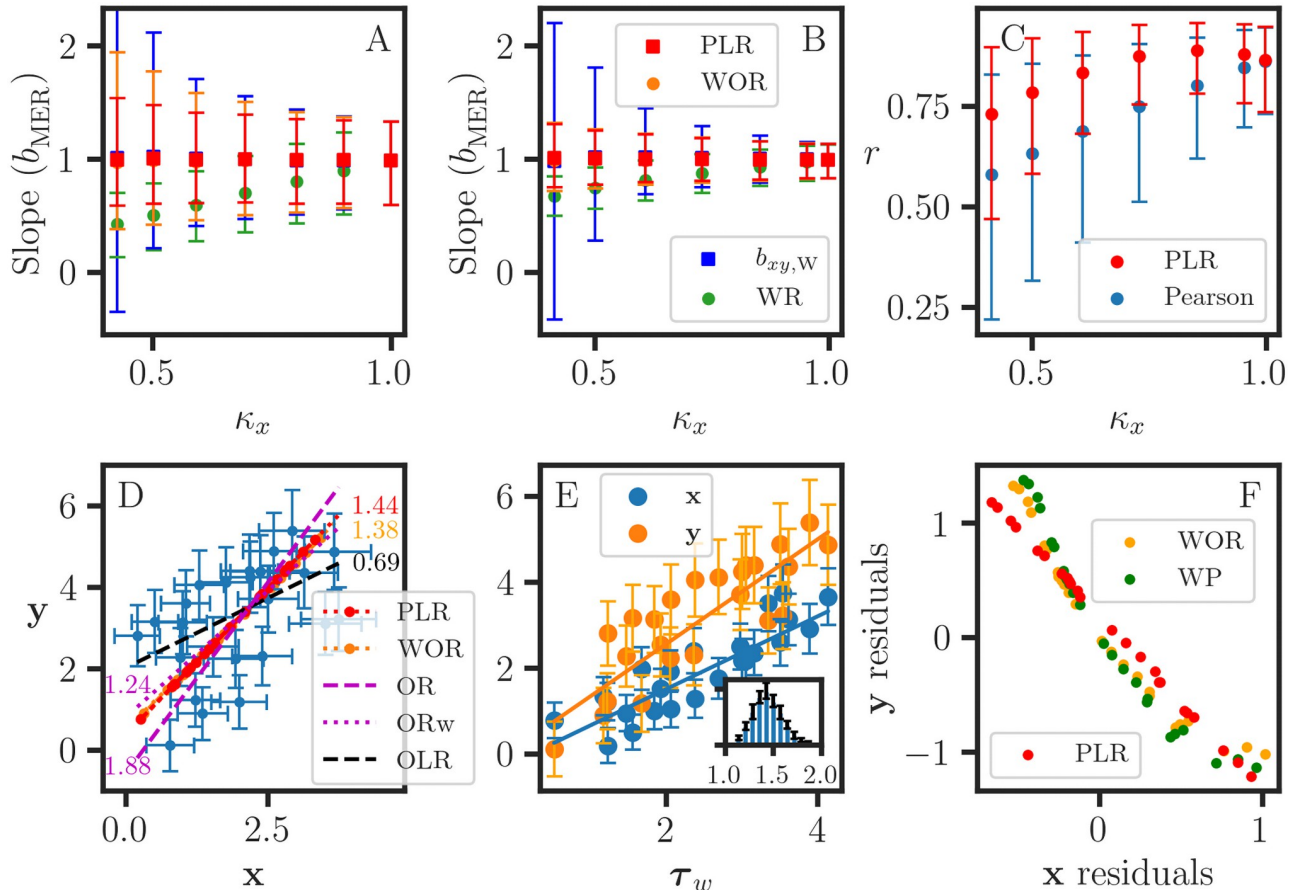 A
Slope (b_MER)
2
1
0
0.5
1.0
κ_x
B
PLR
WOR
b_xy,W
WR
Slope (b_MER)
2
1
0
0.5
1.0
κ_x
C
PLR
Pearson
r
0.75
0.50
0.25
0.5
1.0
κ_x
D
1.44
1.38
0.69
1.24
1.88
PLR
WOR
OR
ORw
OLR
y
6
4
2
0
0.0
2.5
x
E
x
y
6
4
2
0
1.0
1.5
2.0
2
4
τ_w
F
WOR
WP
PLR
y residuals
1
0
−1
0
1
x residuals